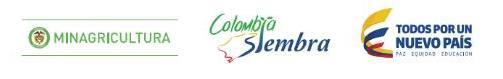 MINAGRICULTURA
Colombia
Siembra
TODOS POR UN
NUEVO PAÍS
PAZ EQUIDAD EDUCACIÓN